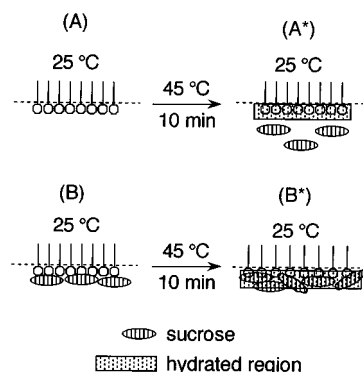 (A)
25 °C
45 °C
10 min
(A*)
25 °C
(B)
25 °C
45 °C
10 min
(B*)
25 °C
sucrose
hydrated region